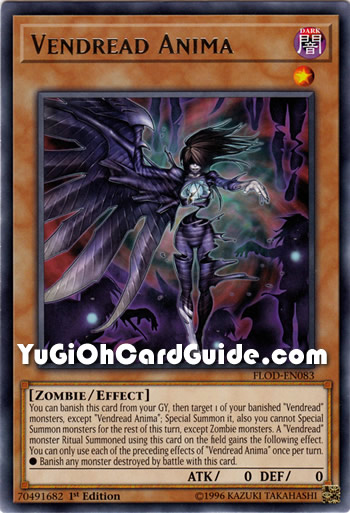 Vendread Anima
DARK
闇
YuGiOhCardGuide.com
FLOD-EN083
[Zombie/Effect]
You can banish this card from your GY, then target 1 of your banished "Vendread"
monsters, except "Vendread Anima"; Special Summon it, also you cannot Special
Summon monsters for the rest of this turn, except Zombie monsters. A "Vendread"
monster Ritual Summoned using this card on the field gains the following effect.
You can only use each of the preceding effects of "Vendread Anima" once per turn.
● Banish any monster destroyed by battle with this card.
ATK/ 0 DEF/ 0
70491682 1st Edition ©1996 KAZUKI TAKAHASHI